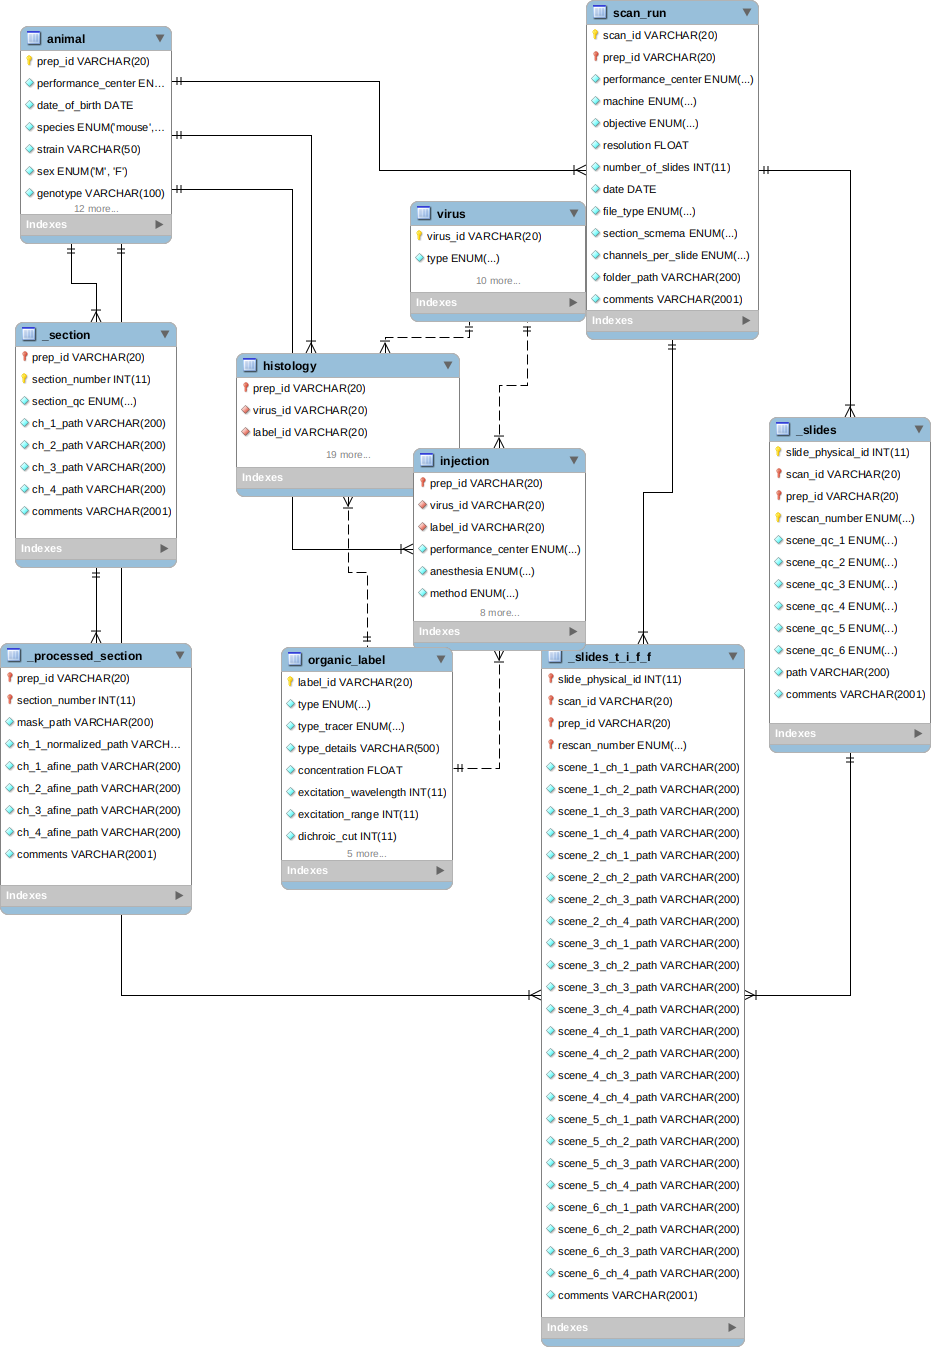 animal
prep_id VARCHAR(20)
performance_center EN...
date_of_birth DATE
species ENUM('mouse',...
strain VARCHAR(50)
sex ENUM('M', 'F')
genotype VARCHAR(100)
12 more...
Indexes
scan_run
scan_id VARCHAR(20)
prep_id VARCHAR(20)
performance_center ENUM(...)
machine ENUM(...)
objective ENUM(...)
resolution FLOAT
number_of_slides INT(11)
date DATE
file_type ENUM(...)
section_scmema ENUM(...)
channels_per_slide ENUM(...)
folder_path VARCHAR(200)
comments VARCHAR(2001)
Indexes
virus
virus_id VARCHAR(20)
type ENUM(...)
10 more...
Indexes
_section
prep_id VARCHAR(20)
section_number INT(11)
section_qc ENUM(...)
ch_1_path VARCHAR(200)
ch_2_path VARCHAR(200)
ch_3_path VARCHAR(200)
ch_4_path VARCHAR(200)
comments VARCHAR(2001)
Indexes
histology
prep_id VARCHAR(20)
virus_id VARCHAR(20)
label_id VARCHAR(20)
19 more...
Indexes
injection
prep_id VARCHAR(20)
virus_id VARCHAR(20)
label_id VARCHAR(20)
performance_center ENUM(...)
anesthesia ENUM(...)
method ENUM(...)
8 more...
Indexes
_slides
slide_physical_id INT(11)
scan_id VARCHAR(20)
prep_id VARCHAR(20)
rescan_number ENUM(...)
scene_qc_1 ENUM(...)
scene_qc_2 ENUM(...)
scene_qc_3 ENUM(...)
scene_qc_4 ENUM(...)
scene_qc_5 ENUM(...)
scene_qc_6 ENUM(...)
path VARCHAR(200)
comments VARCHAR(2001)
Indexes
_processed_section
prep_id VARCHAR(20)
section_number INT(11)
mask_path VARCHAR(200)
ch_1_normalized_path VARCH...
ch_1_afine_path VARCHAR(200)
ch_2_afine_path VARCHAR(200)
ch_3_afine_path VARCHAR(200)
ch_4_afine_path VARCHAR(200)
comments VARCHAR(2001)
Indexes
organic_label
label_id VARCHAR(20)
type ENUM(...)
type_tracer ENUM(...)
type_details VARCHAR(500)
concentration FLOAT
excitation_wavelength INT(11)
excitation_range INT(11)
dichroic_cut INT(11)
5 more...
Indexes
_slides_t_i_f_f
slide_physical_id INT(11)
scan_id VARCHAR(20)
prep_id VARCHAR(20)
rescan_number ENUM(...)
scene_1_ch_1_path VARCHAR(200)
scene_1_ch_2_path VARCHAR(200)
scene_1_ch_3_path VARCHAR(200)
scene_1_ch_4_path VARCHAR(200)
scene_2_ch_1_path VARCHAR(200)
scene_2_ch_2_path VARCHAR(200)
scene_2_ch_3_path VARCHAR(200)
scene_2_ch_4_path VARCHAR(200)
scene_3_ch_1_path VARCHAR(200)
scene_3_ch_2_path VARCHAR(200)
scene_3_ch_3_path VARCHAR(200)
scene_3_ch_4_path VARCHAR(200)
scene_4_ch_1_path VARCHAR(200)
scene_4_ch_2_path VARCHAR(200)
scene_4_ch_3_path VARCHAR(200)
scene_4_ch_4_path VARCHAR(200)
scene_5_ch_1_path VARCHAR(200)
scene_5_ch_2_path VARCHAR(200)
scene_5_ch_3_path VARCHAR(200)
scene_5_ch_4_path VARCHAR(200)
scene_6_ch_1_path VARCHAR(200)
scene_6_ch_2_path VARCHAR(200)
scene_6_ch_3_path VARCHAR(200)
scene_6_ch_4_path VARCHAR(200)
comments VARCHAR(2001)
Indexes